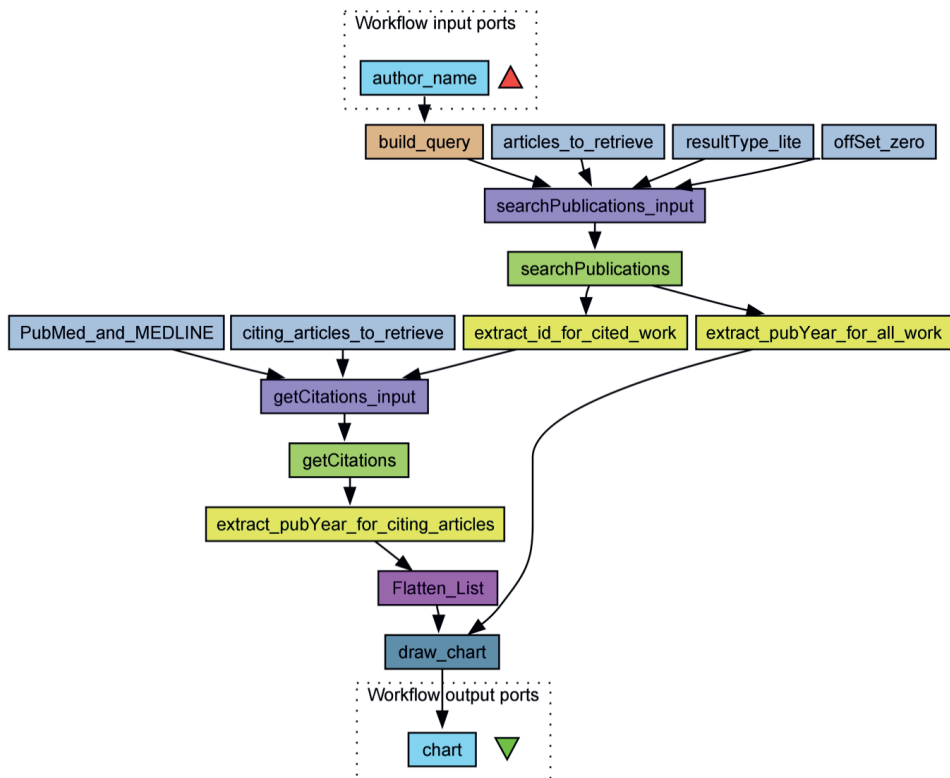 Workflow input ports
author_name
build_query
articles_to_retrieve
resultType_lite
offSet_zero
searchPublications_input
searchPublications
PubMed_and_MEDLINE
citing_articles_to_retrieve
extract_id_for_cited_work
extract_pubYear_for_all_work
getCitations_input
getCitations
extract_pubYear_for_citing_articles
Flatten_List
draw_chart
Workflow output ports
chart